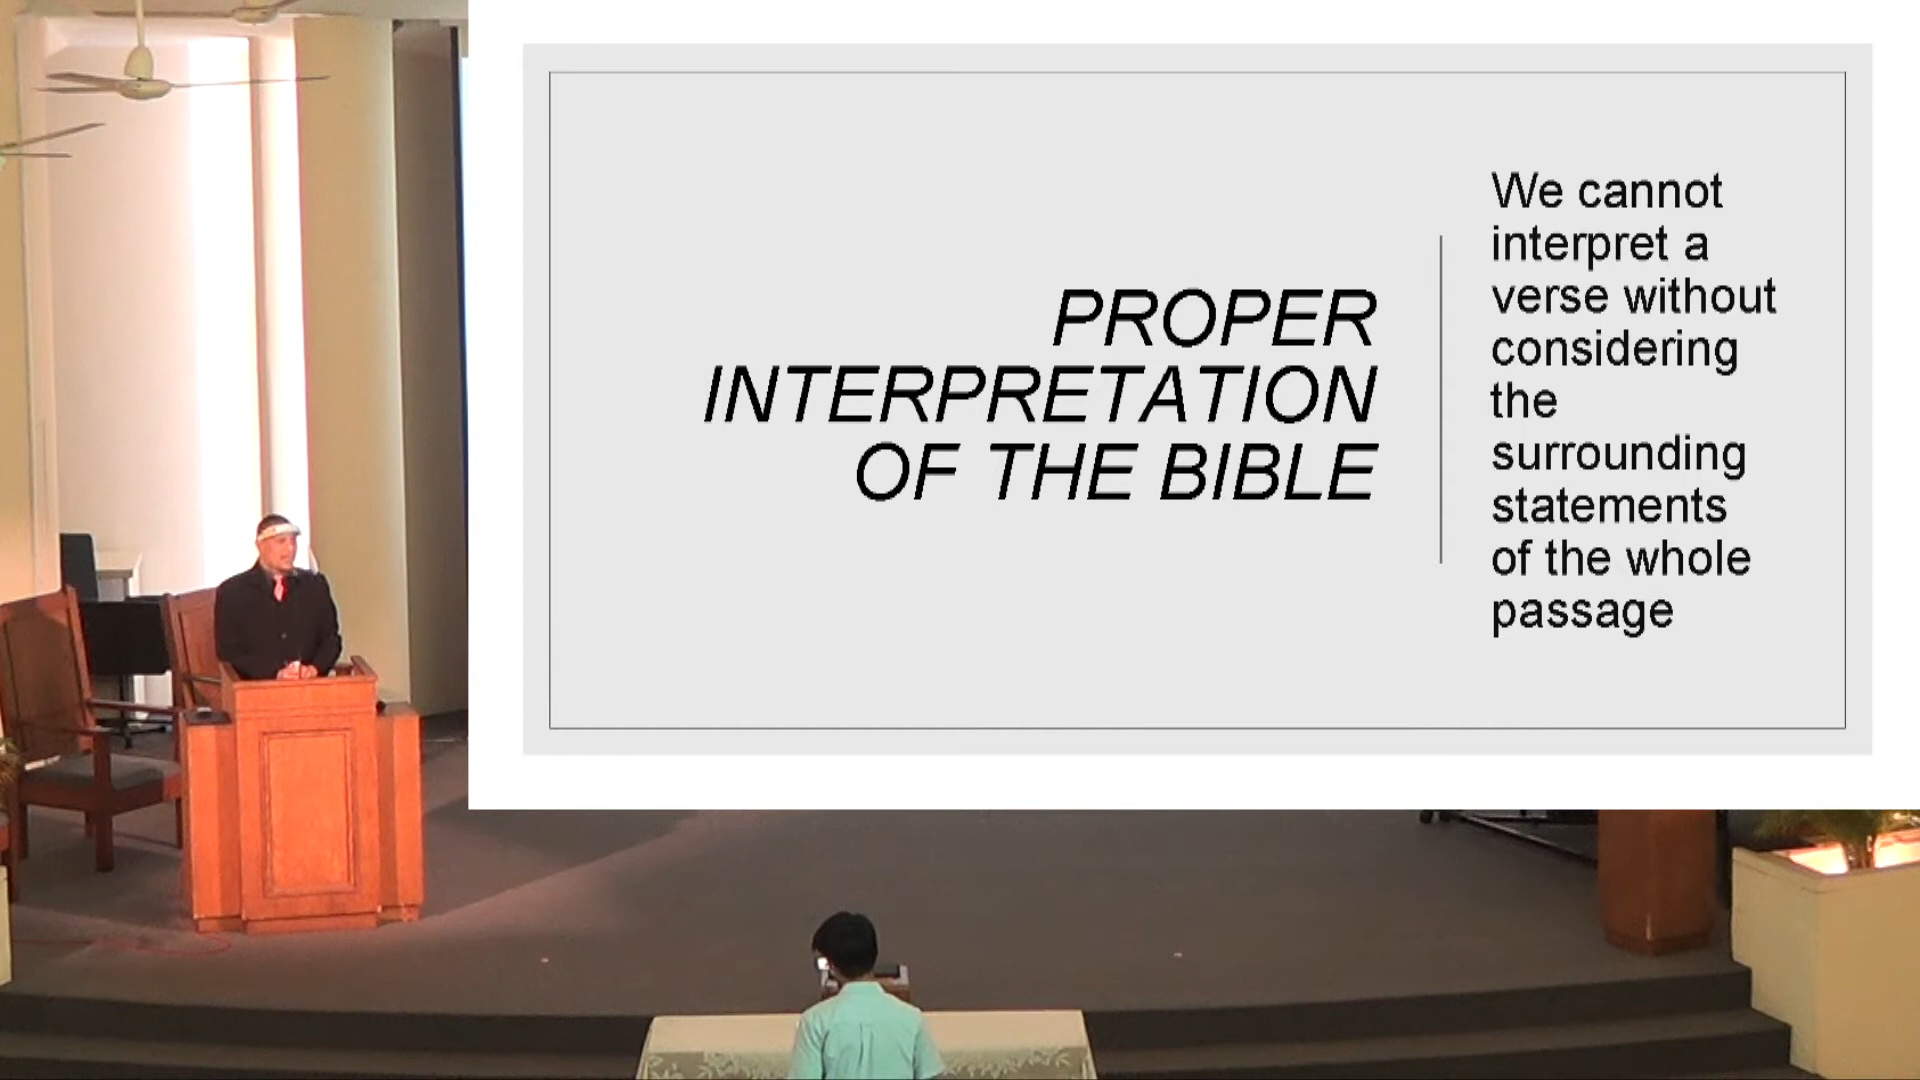 PROPER
INTERPRETATION
OF THE BIBLE
We cannot
interpret a
verse without
considering
the
surrounding
statements
of the whole
passage